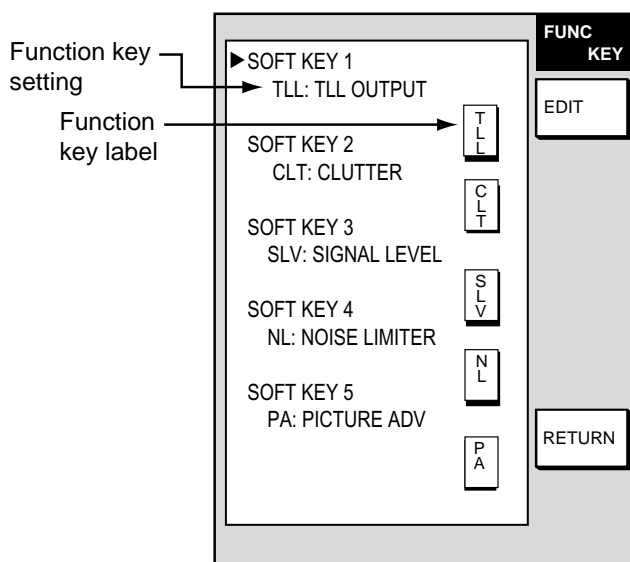 FUNC
KEY
Function key
setting
▶SOFT KEY 1
TLL: TLL OUTPUT
EDIT
Function
key label
TLL
SOFT KEY 2
CLT: CLUTTER
CLT
SOFT KEY 3
SLV: SIGNAL LEVEL
SLV
SOFT KEY 4
NL: NOISE LIMITER
NL
SOFT KEY 5
PA: PICTURE ADV
RETURN
PA